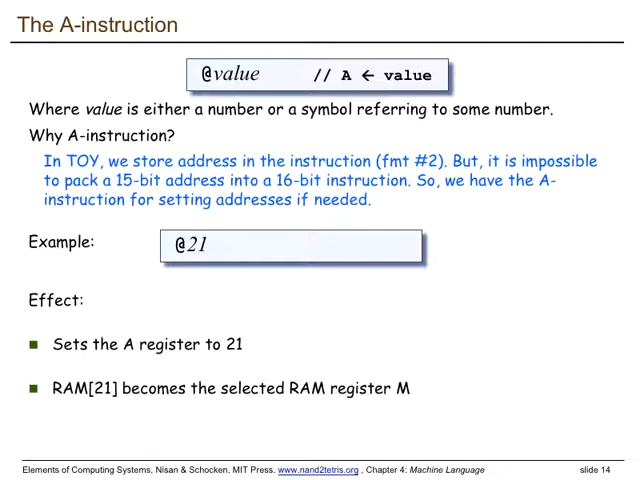 The A-instruction
@value // A ← value
Where value is either a number or a symbol referring to some number.
Why A-instruction?
In TOY, we store address in the instruction (fmt #2). But, it is impossible
to pack a 15-bit address into a 16-bit instruction. So, we have the A-
instruction for setting addresses if needed.
Example:
@21
Effect:
Sets the A register to 21
RAM[21] becomes the selected RAM register M
Elements of Computing Systems, Nisan & Schocken, MIT Press, www.nand2tetris.org , Chapter 4: Machine Language slide 14